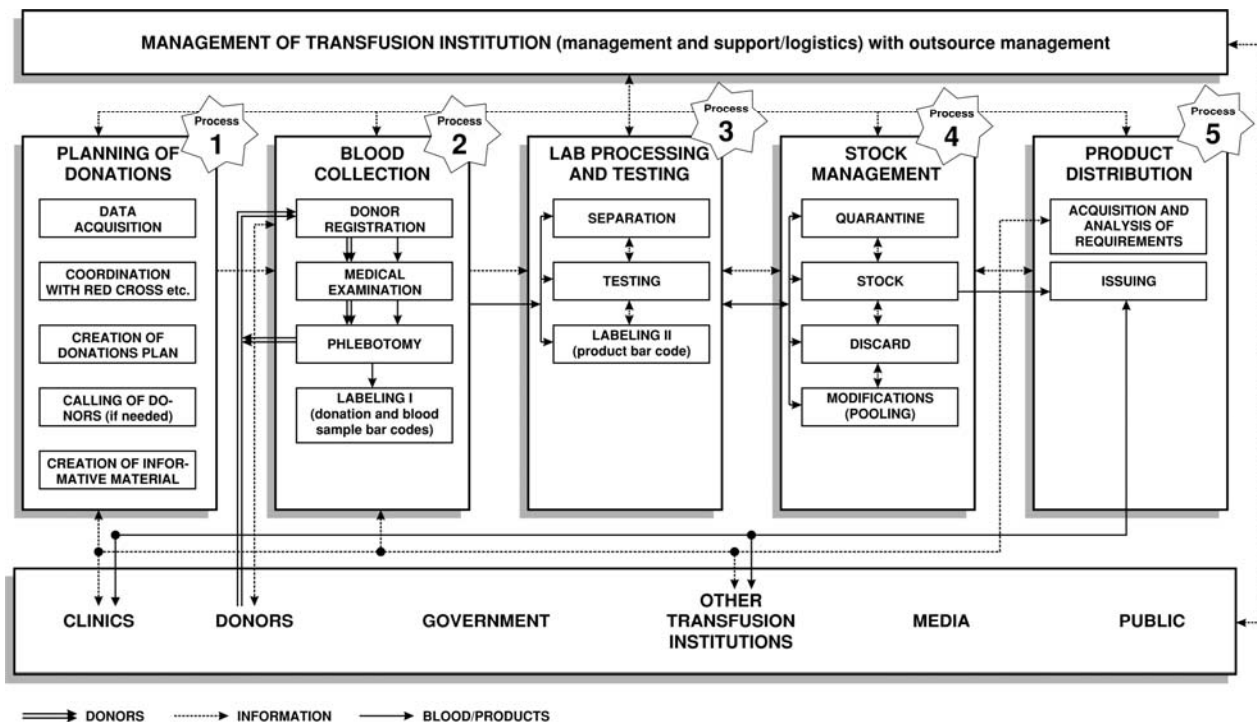 MANAGEMENT OF TRANSFUSION INSTITUTION (management and support/logistics) with outsource management
Process
1
PLANNING OF
DONATIONS
DATA
ACQUISITION
COORDINATION
WITH RED CROSS etc.
CREATION OF
DONATIONS PLAN
CALLING OF DO-
NORS (if needed)
CREATION OF INFOR-
MATIVE MATERIAL
Process
2
BLOOD
COLLECTION
DONOR
REGISTRATION
MEDICAL
EXAMINATION
PHLEBOTOMY
LABELING I
(donation and blood
sample bar codes)
Process
3
LAB PROCESSING
AND TESTING
SEPARATION
TESTING
LABELING II
(product bar code)
Process
4
STOCK
MANAGEMENT
QUARANTINE
STOCK
DISCARD
MODIFICATIONS
(POOLING)
Process
5
PRODUCT
DISTRIBUTION
ACQUISITION AND
ANALYSIS OF
REQUIREMENTS
ISSUING
CLINICS
DONORS
GOVERNMENT
OTHER
TRANSFUSION
INSTITUTIONS
MEDIA
PUBLIC
DONORS
INFORMATION
BLOOD/PRODUCTS